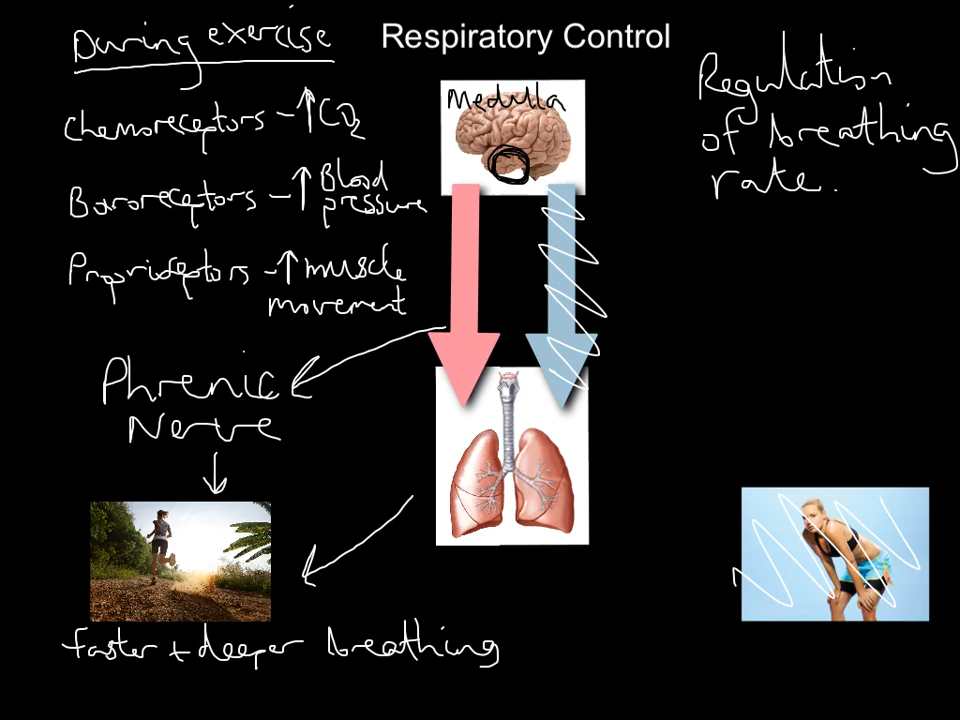 During exercise
Respiratory Control
Regulation
of breathing
rate.
Medulla
Chemoreceptors - ↑ CO2
Baroreceptors - ↑ Blood
pressure
Proprioceptors - ↑ muscle
movement
Phrenic
Nerve
faster + deeper breathing